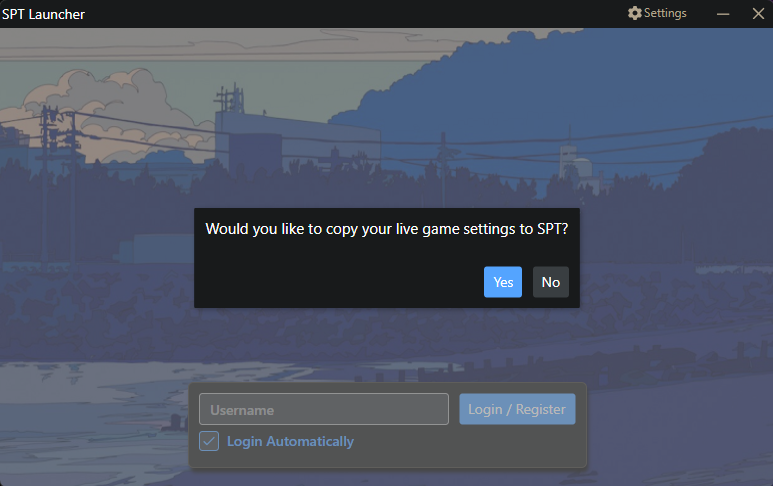 SPT Launcher
Settings
Would you like to copy your live game settings to SPT?
Yes
No
Username
Login / Register
Login Automatically